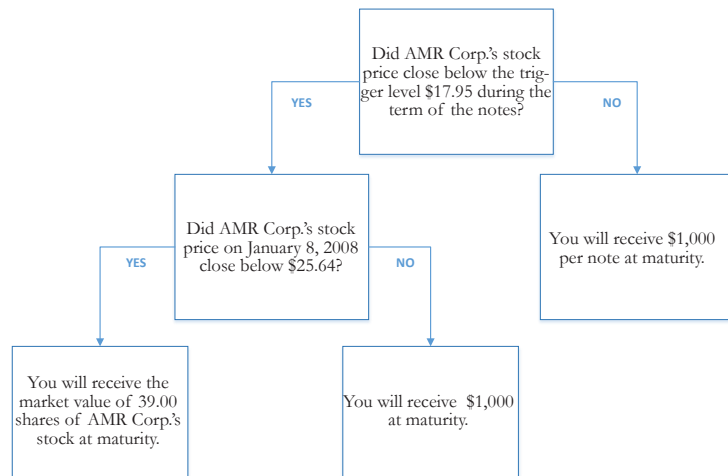 Did AMR Corp.'s stock
price close below the trig-
ger level $17.95 during the
term of the notes?
YES
NO
Did AMR Corp.'s stock
price on January 8, 2008
close below $25.64?
You will receive $1,000
per note at maturity.
YES
NO
You will receive the
market value of 39.00
shares of AMR Corp.'s
stock at maturity.
You will receive $1,000
at maturity.